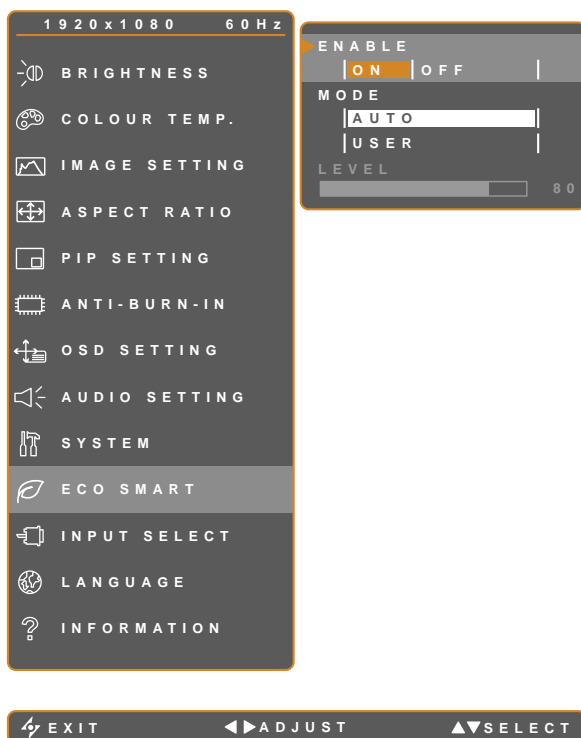 1920x1080 60Hz
BRIGHTNESS
COLOUR TEMP.
IMAGE SETTING
ASPECT RATIO
PIP SETTING
ANTI-BURN-IN
OSD SETTING
AUDIO SETTING
SYSTEM
ECO SMART
INPUT SELECT
LANGUAGE
INFORMATION
ENABLE
ON OFF
MODE
AUTO
USER
LEVEL
80
EXIT ◀▶ADJUST ▲▼SELECT